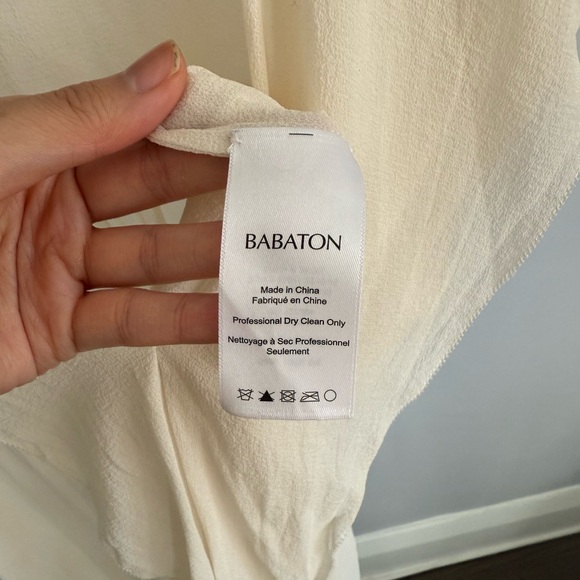 BABATON
Made in China
Fabriqué en Chine
Professional Dry Clean Only
Nettoyage à Sec Professionnel
Seulement